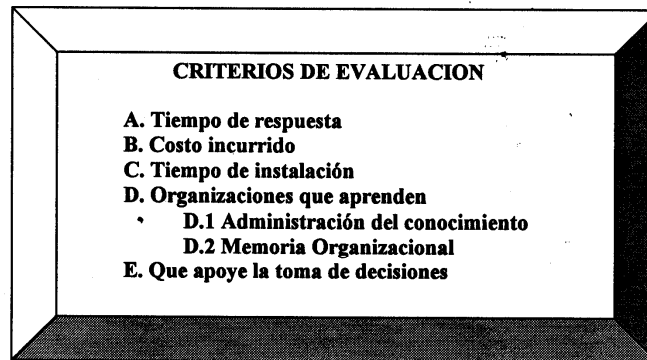 CRITERIOS DE EVALUACION
A. Tiempo de respuesta
B. Costo incurrido
C. Tiempo de instalación
D. Organizaciones que aprenden
D.1 Administración del conocimiento
D.2 Memoria Organizacional
E. Que apoye la toma de decisiones